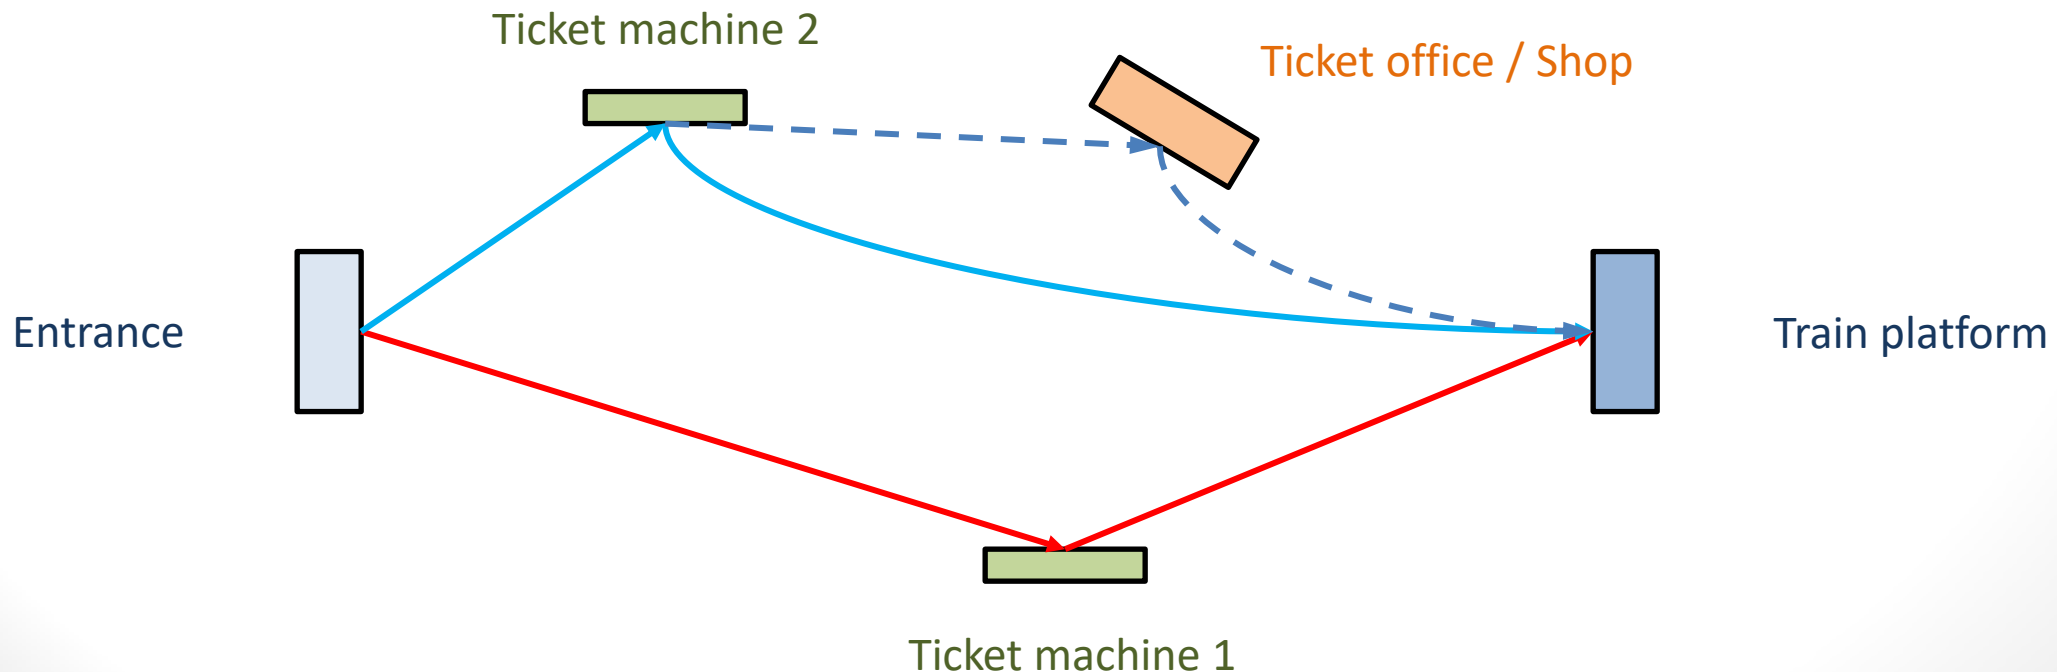 Ticket machine 2
Ticket office / Shop
Entrance
Train platform
Ticket machine 1